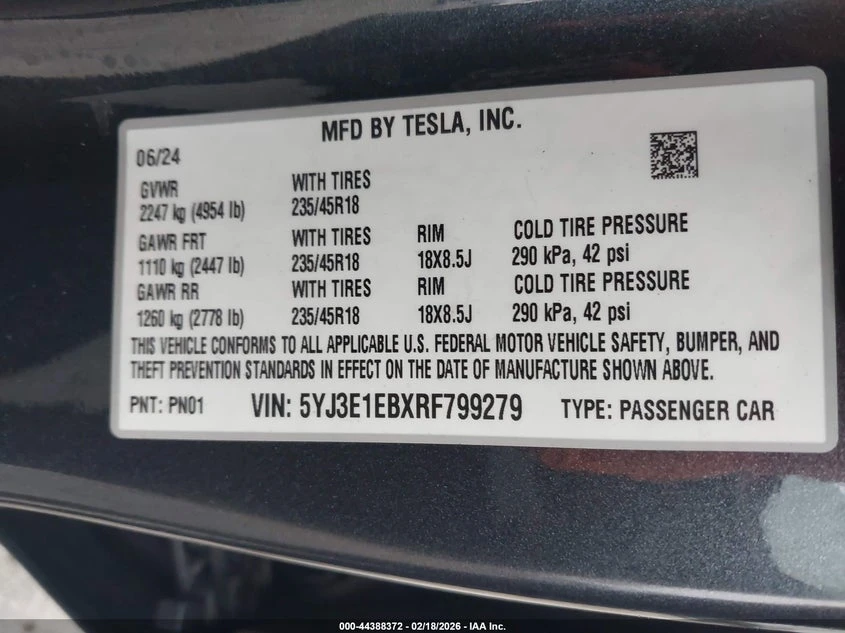 MFD BY TESLA, INC.
06/24
GVWR WITH TIRES
2247 kg (4954 lb) 235/45R18
GAWR FRT WITH TIRES RIM COLD TIRE PRESSURE
1110 kg (2447 lb) 235/45R18 18X8.5J 290 kPa, 42 psi
GAWR RR WITH TIRES RIM COLD TIRE PRESSURE
1260 kg (2778 lb) 235/45R18 18X8.5J 290 kPa, 42 psi
THIS VEHICLE CONFORMS TO ALL APPLICABLE U.S. FEDERAL MOTOR VEHICLE SAFETY, BUMPER, AND
THEFT PREVENTION STANDARDS IN EFFECT ON THE DATE OF MANUFACTURE SHOWN ABOVE.
PNT: PN01 VIN: 5YJ3E1EBXRF799279 TYPE: PASSENGER CAR
000-44388372 - 02/18/2026 - IAA Inc.